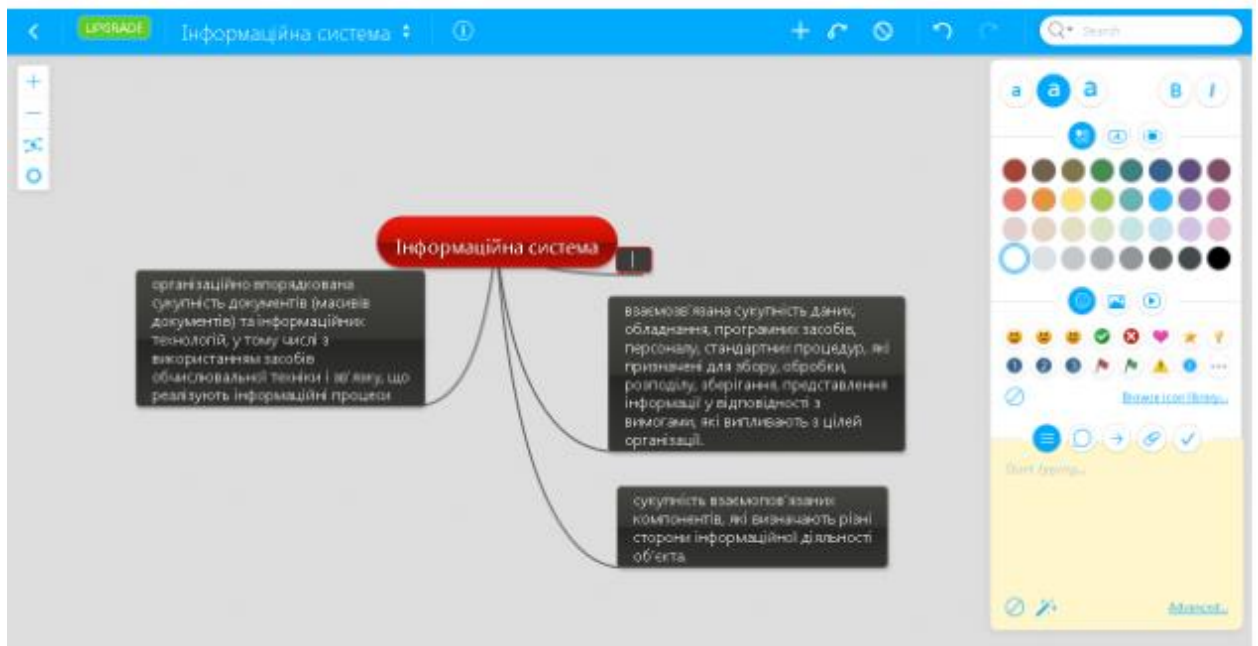 UPGRADE
Інформаційна система
Search
a a a B I
Інформаційна система
організаційно впорядкована
сукупність документів (масивів
документів) та інформаційних
технологій, у тому числі з
використанням засобів
обчислювальної техніки і зв'язку, що
реалізують інформаційні процеси
взаємозв'язана сукупність даних,
обладнання, програмних засобів,
персоналу, стандартних процедур, які
призначені для збору, обробки,
розподілу, зберігання, представлення
інформації у відповідності з
вимогами, які випливають з цілей
організації.
сукупність взаємопов'язаних
компонентів, які визначають різні
сторони інформаційної діяльності
об'єкта
1 2 3
Browse icon library...
Start typing...
Advanced...